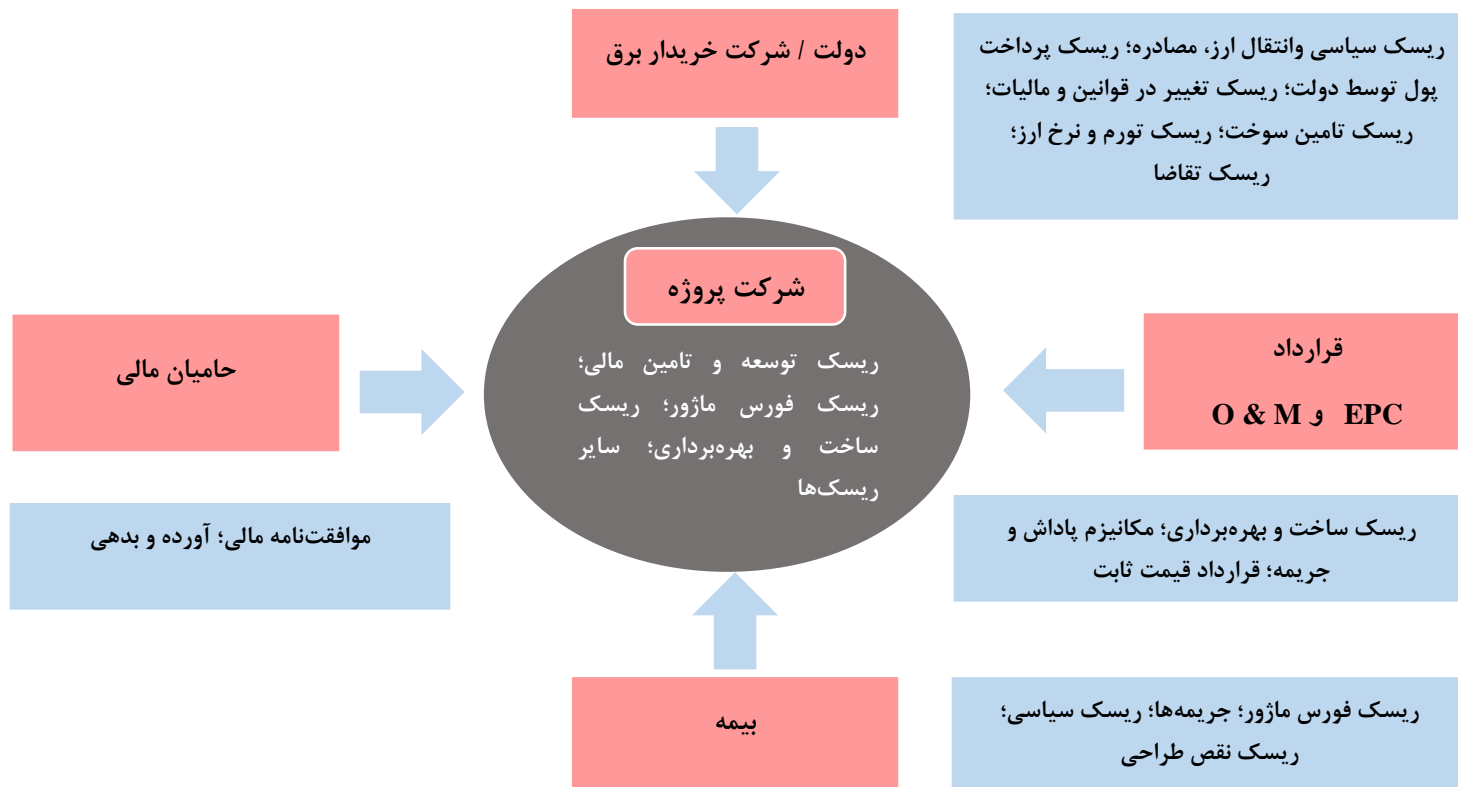 دولت / شرکت خریدار برق
ریسک سیاسی وانتقال ارز، مصادره؛ ریسک پرداخت
پول توسط دولت؛ ریسک تغییر در قوانین و مالیات؛
ریسک تامین سوخت؛ ریسک تورم و نرخ ارز؛
ریسک تقاضا
شرکت پروژه
ریسک توسعه و تامین مالی؛
ریسک فورس ماژور؛ ریسک
ساخت و بهره‌برداری؛ سایر
ریسک‌ها
قرارداد
EPC و O & M
حامیان مالی
ریسک ساخت و بهره‌برداری؛ مکانیزم پاداش و
جریمه؛ قرارداد قیمت ثابت
موافقت‌نامه مالی؛ آورده و بدهی
بیمه
ریسک فورس ماژور؛ جریمه‌ها؛ ریسک سیاسی؛
ریسک نقص طراحی